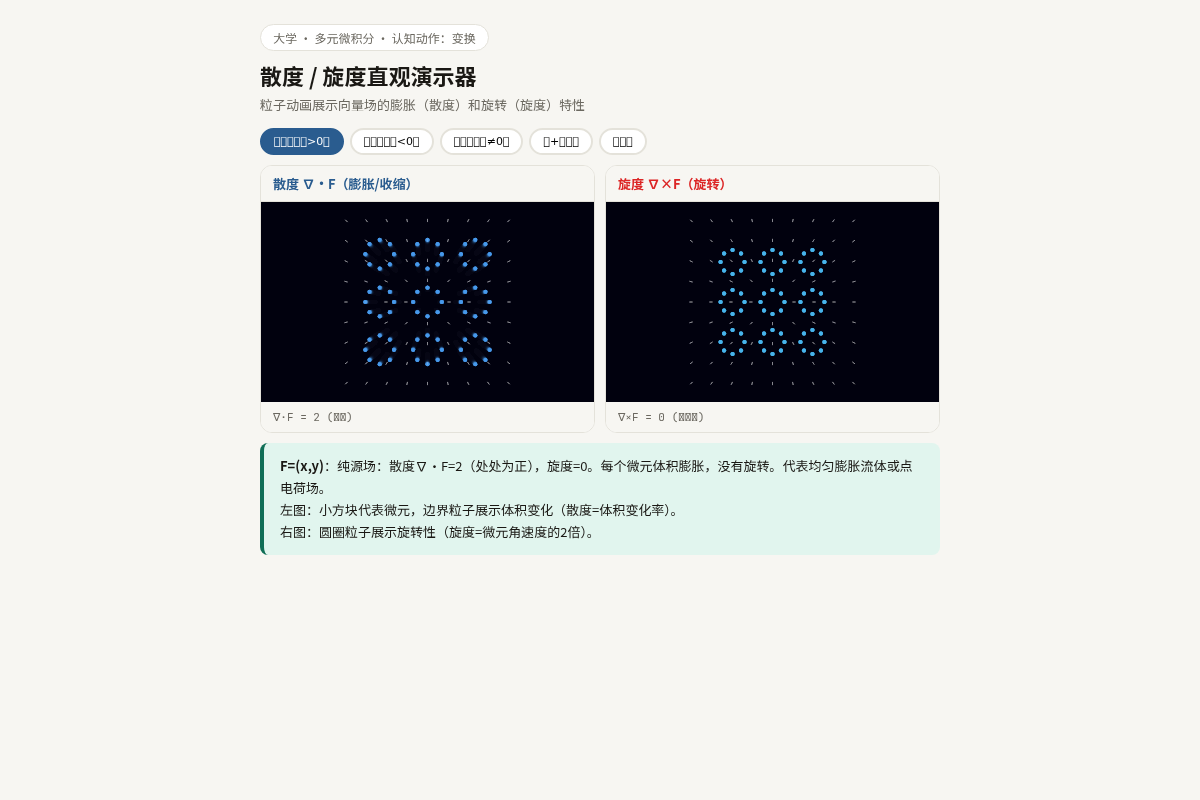 大学 · 多元微积分 · 认知动作：变换
散度 / 旋度直观演示器
粒子动画展示向量场的膨胀（散度）和旋转（旋度）特性
>0
<0
≠0
+
散度 ∇·F（膨胀/收缩）
旋度 ∇×F（旋转）
∇·F = 2
∇×F = 0
F=(x,y)：纯源场：散度∇·F=2（处处为正），旋度=0。每个微元体积膨胀，没有旋转。代表均匀膨胀流体或点
电荷场。
左图：小方块代表微元，边界粒子展示体积变化（散度=体积变化率）。
右图：圆圈粒子展示旋转性（旋度=微元角速度的2倍）。